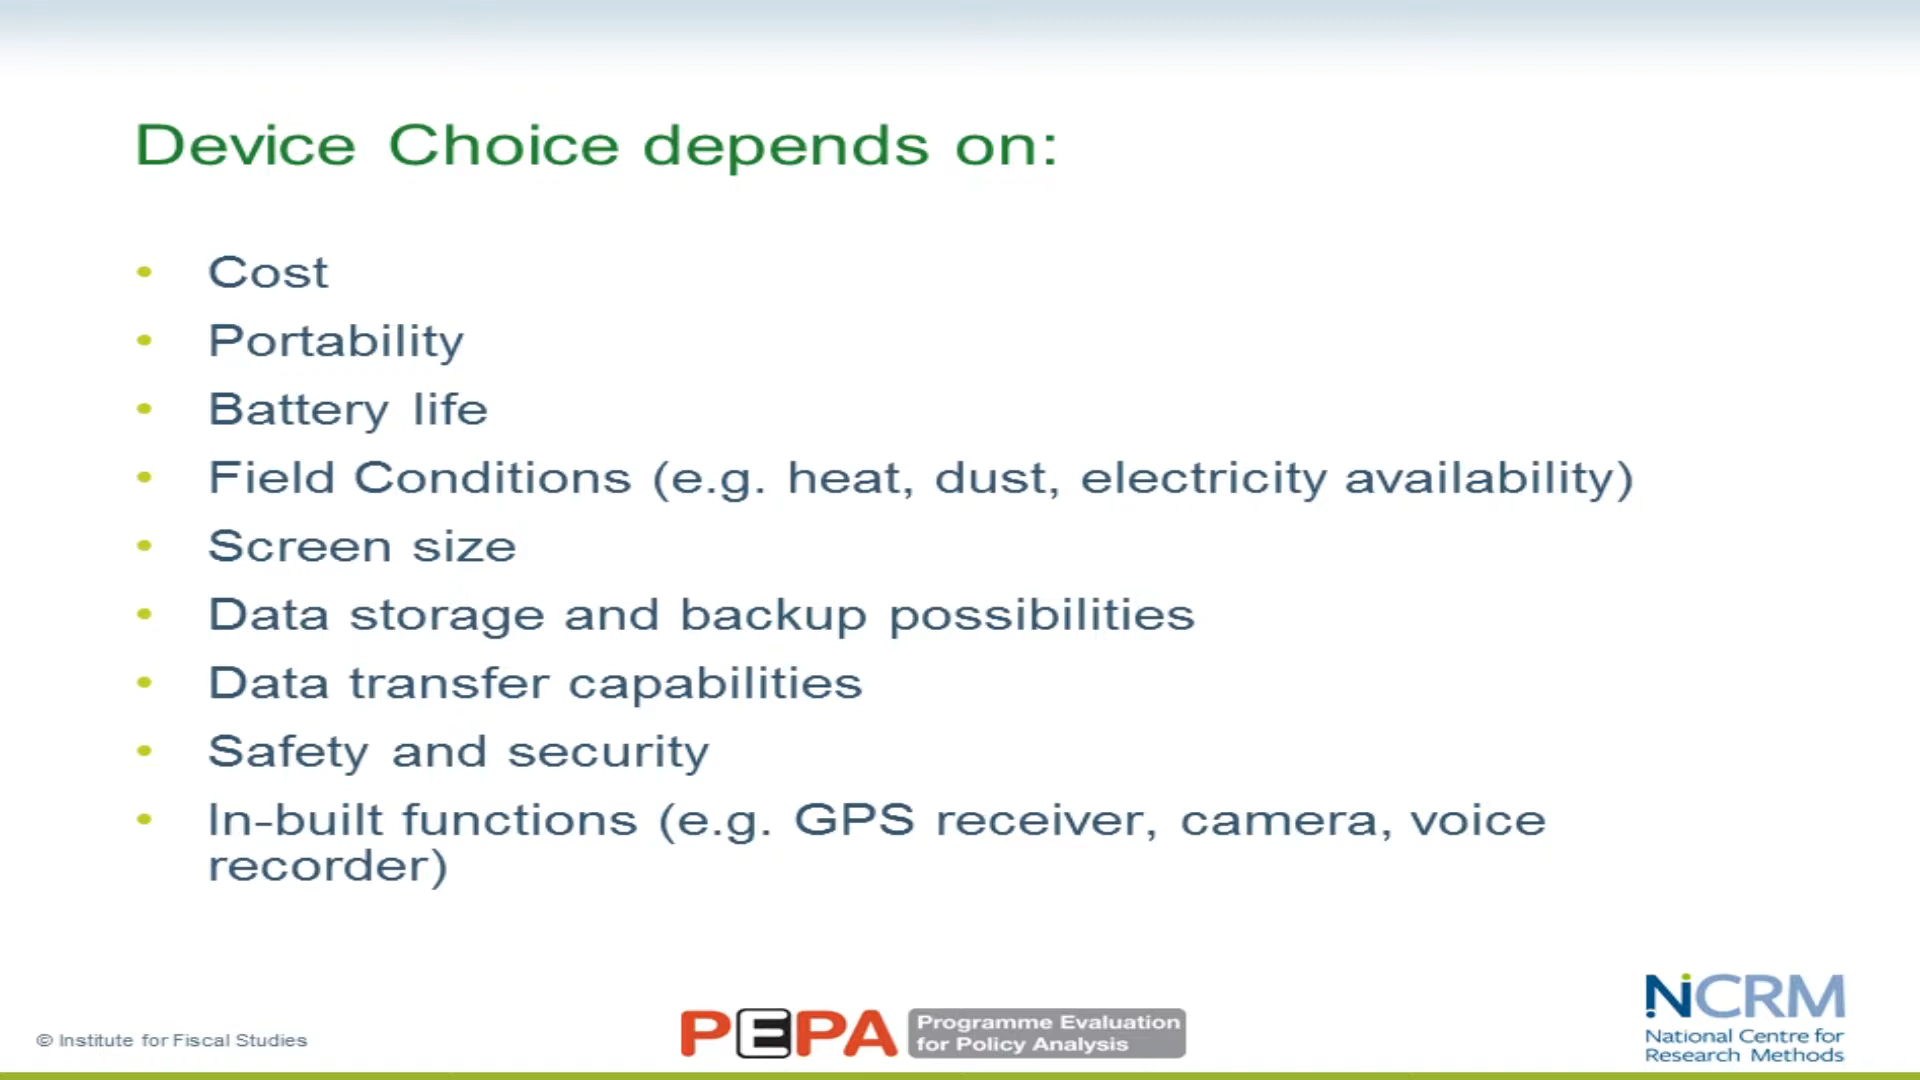 Device Choice depends on:
• Cost
• Portability
• Battery life
• Field Conditions (e.g. heat, dust, electricity availability)
• Screen size
• Data storage and backup possibilities
• Data transfer capabilities
• Safety and security
• In-built functions (e.g. GPS receiver, camera, voice
recorder)
© Institute for Fiscal Studies
PEPA
Programme Evaluation
for Policy Analysis
NCRM
National Centre for
Research Methods